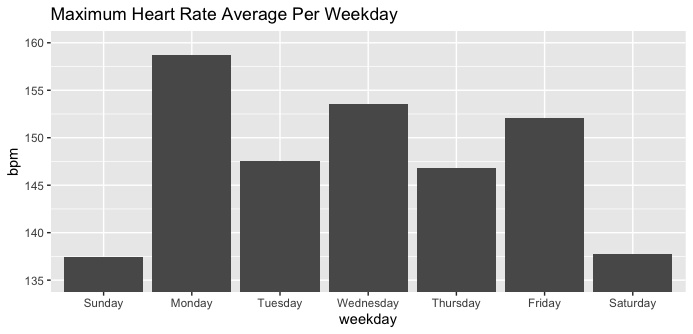 Maximum Heart Rate Average Per Weekday
160
155
150
145
140
135
bpm
Sunday Monday Tuesday Wednesday Thursday Friday Saturday
weekday